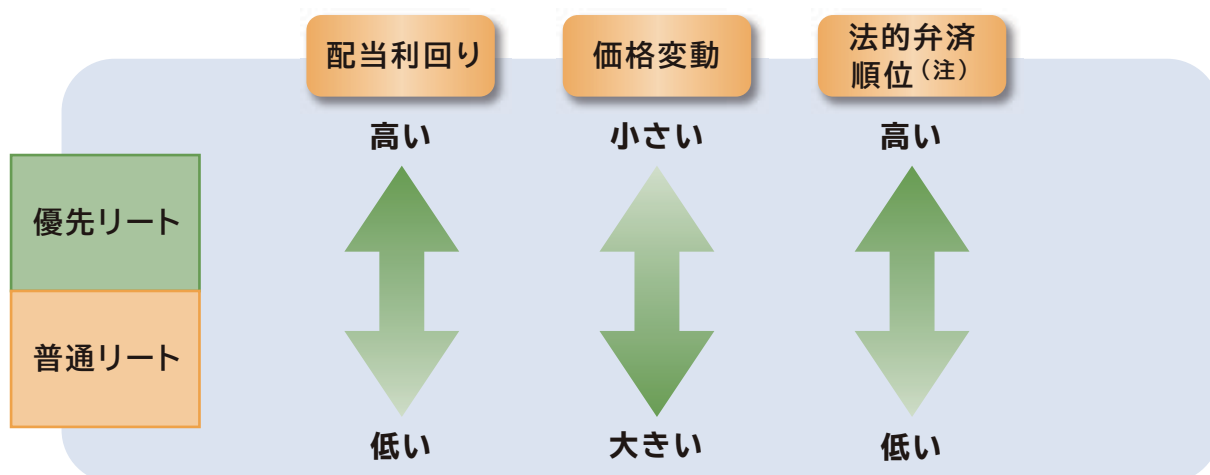 配当利回り
価格変動
法的弁済
順位(注)
高い
小さい
高い
優先リート
普通リート
低い
大きい
低い